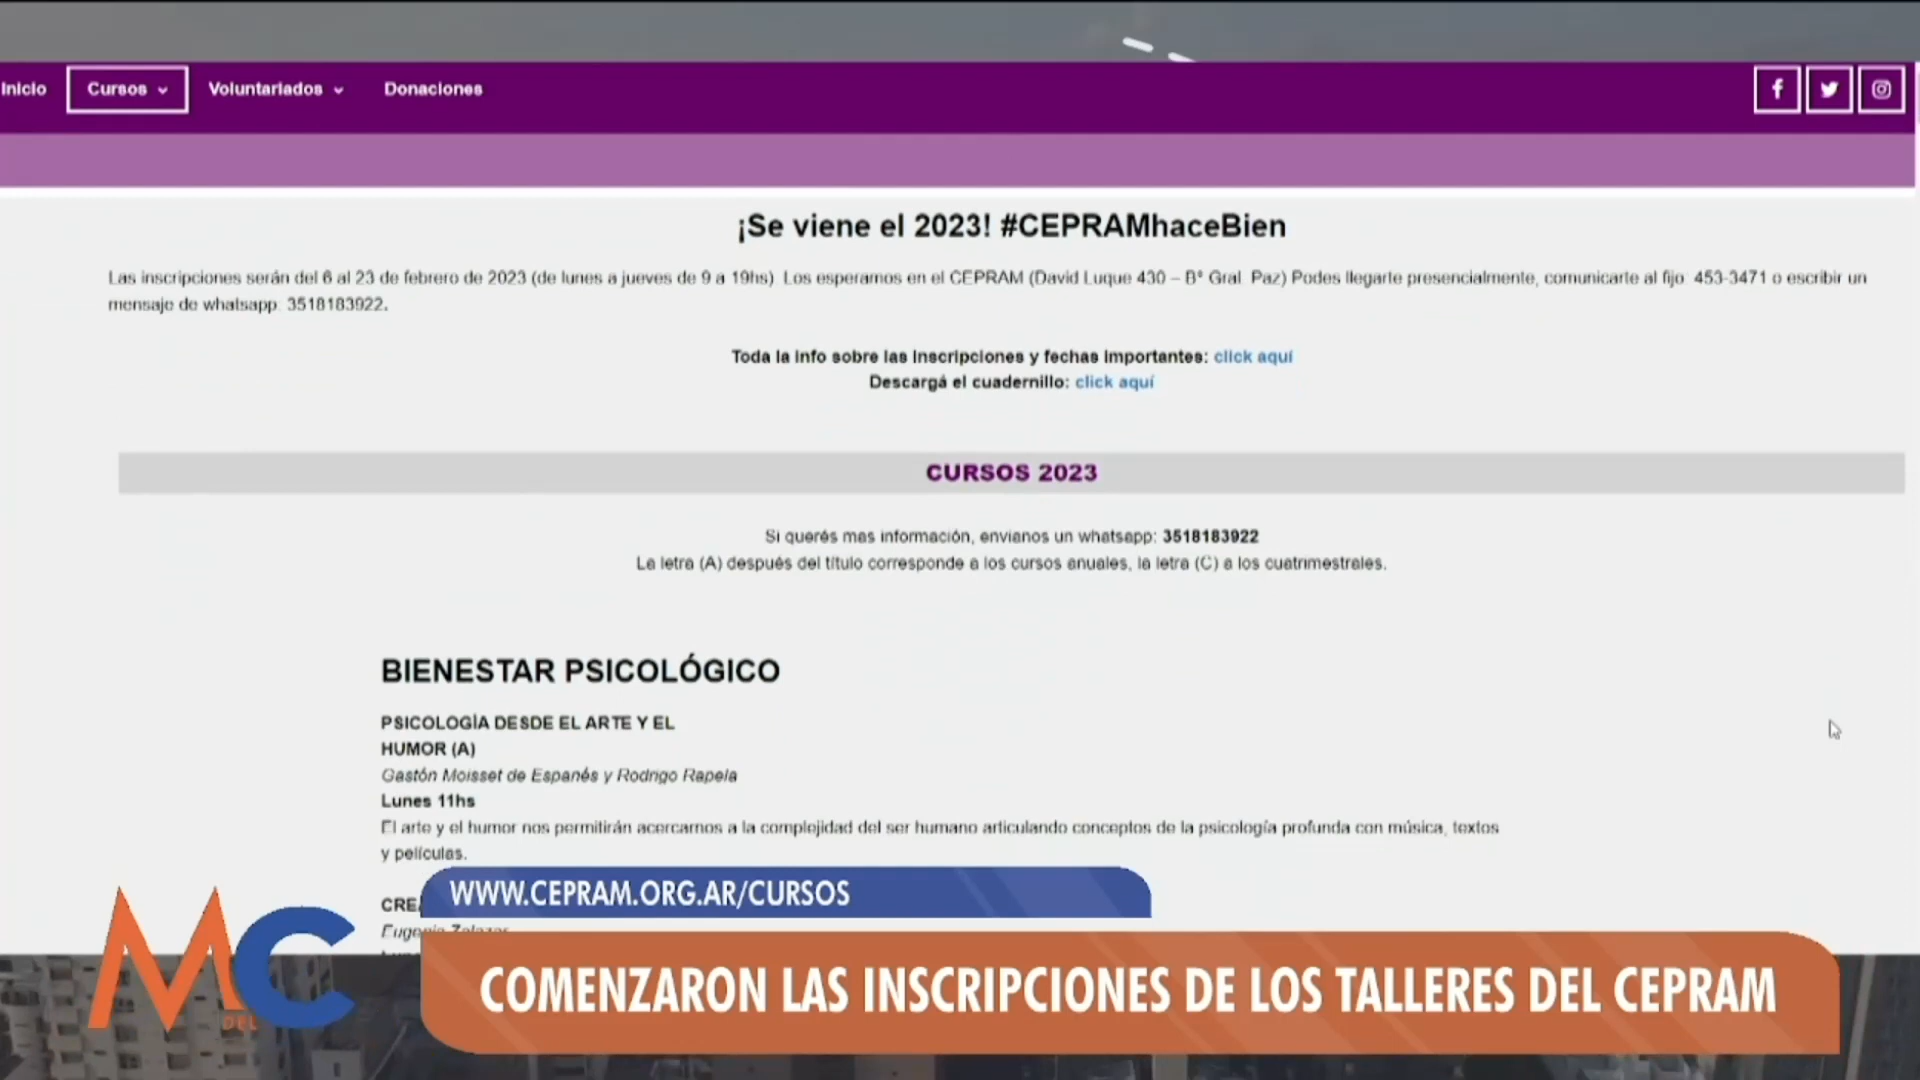 Inicio Cursos Voluntariados Donaciones
¡Se viene el 2023! #CEPRAMhaceBien
Las inscripciones serán del 6 al 23 de febrero de 2023 (de lunes a jueves de 9 a 19hs) Los esperamos en el CEPRAM (David Luque 430 – Bº Gral Paz) Podes llegarte presencialmente, comunicarte al fijo 453-3471 o escribir un
mensaje de whatsapp 3518183922.
Toda la info sobre las inscripciones y fechas importantes: click aquí
Descargá el cuadernillo: click aquí
CURSOS 2023
Si querés mas información, envianos un whatsapp: 3518183922
La letra (A) después del título corresponde a los cursos anuales, la letra (C) a los cuatrimestrales.
BIENESTAR PSICOLÓGICO
PSICOLOGÍA DESDE EL ARTE Y EL
HUMOR (A)
Gastón Moisset de Espanés y Rodrigo Rapela
Lunes 11hs
El arte y el humor nos permitirán acercarnos a la complejidad del ser humano articulando conceptos de la psicología profunda con música, textos
y películas.
WWW.CEPRAM.ORG.AR/CURSOS
COMENZARON LAS INSCRIPCIONES DE LOS TALLERES DEL CEPRAM
M DEL C